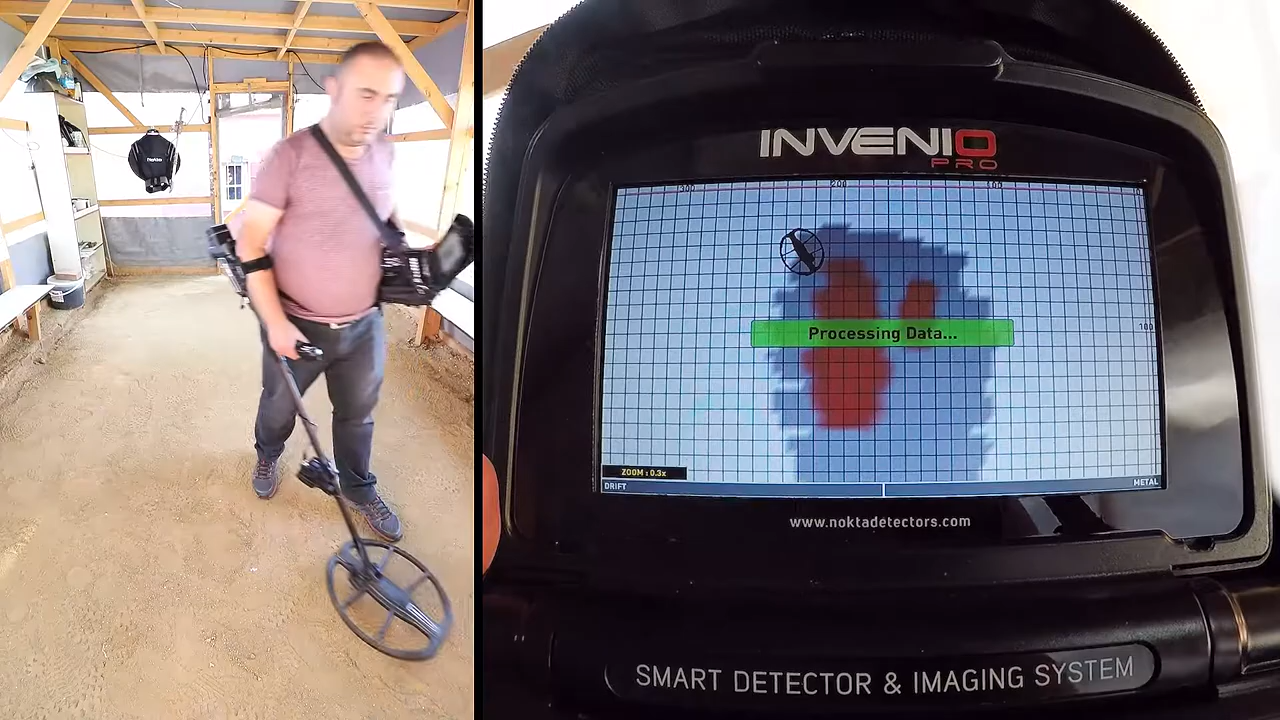 INVENIO
PRO
300 200 100 0
Processing Data...
100
ZOOM : 0.3x
DRIFT METAL
www.noktadetectors.com
SMART DETECTOR & IMAGING SYSTEM